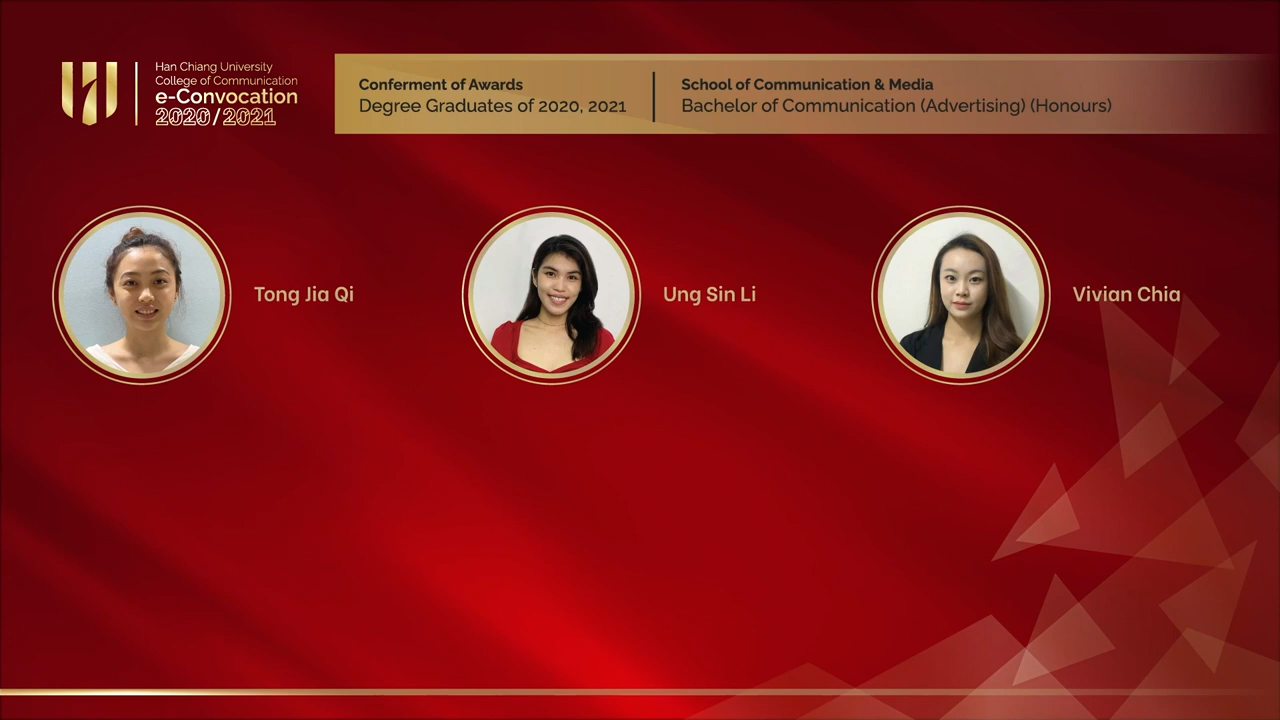 Han Chiang University
College of Communication
e-Convocation
2020/2021
Conferment of Awards
Degree Graduates of 2020, 2021
School of Communication & Media
Bachelor of Communication (Advertising) (Honours)
Tong Jia Qi
Ung Sin Li
Vivian Chia